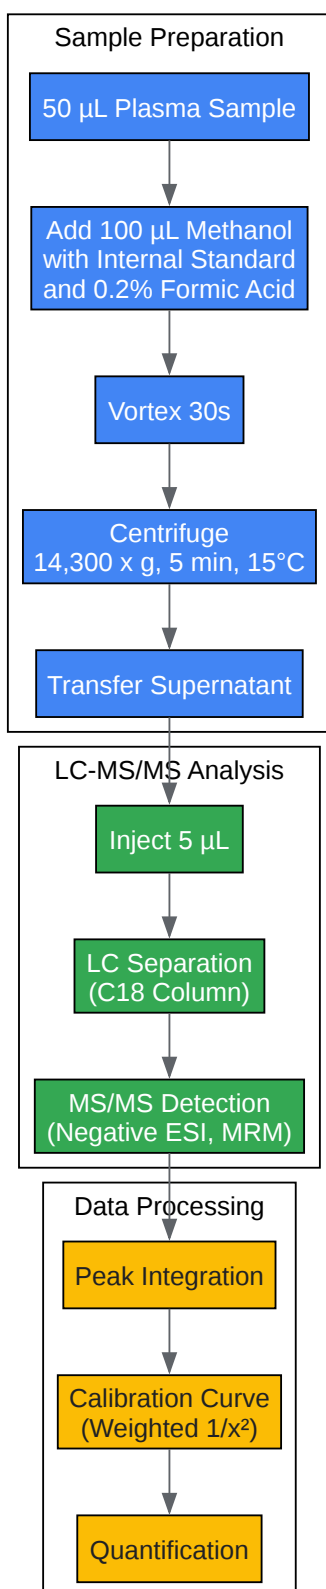 Sample Preparation
50 µL Plasma Sample
Add 100 µL Methanol
with Internal Standard
and 0.2% Formic Acid
Vortex 30s
Centrifuge
14,300 x g, 5 min, 15°C
Transfer Supernatant
LC-MS/MS Analysis
Inject 5 µL
LC Separation
(C18 Column)
MS/MS Detection
(Negative ESI, MRM)
Data Processing
Peak Integration
Calibration Curve
(Weighted 1/x²)
Quantification